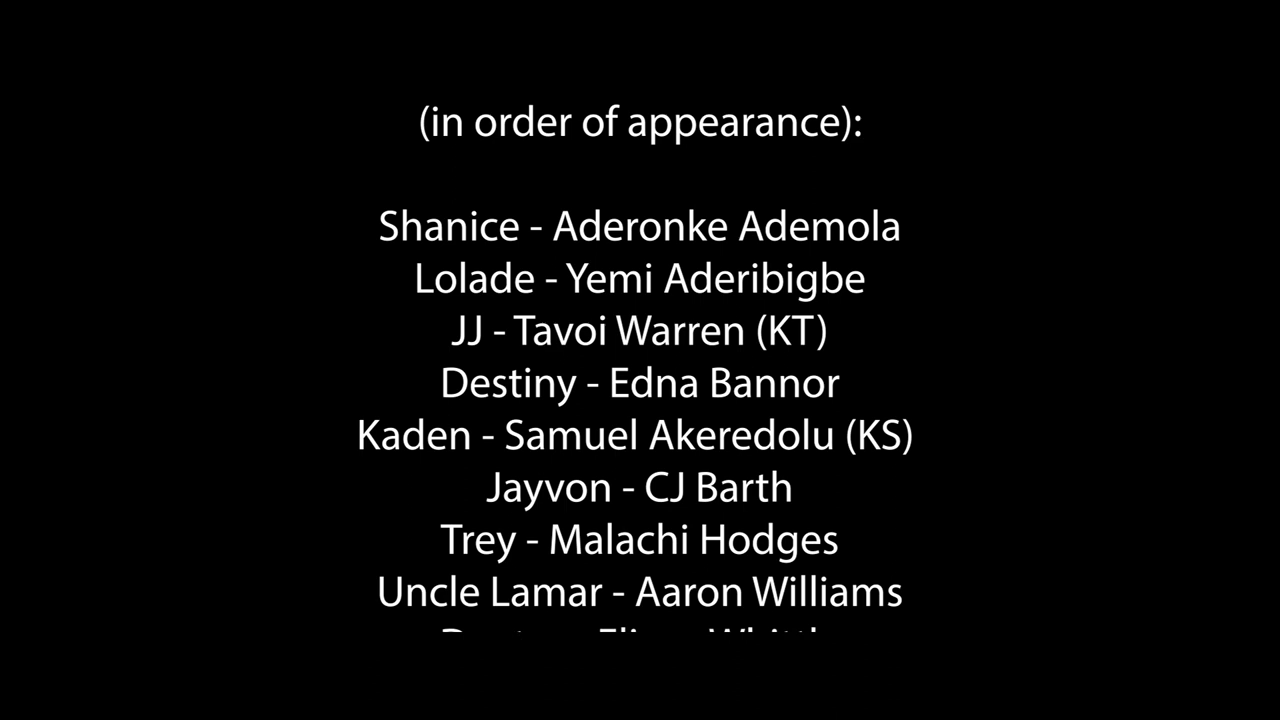 (in order of appearance):
Shanice - Aderonke Ademola
Lolade - Yemi Aderibigbe
JJ - Tavoi Warren (KT)
Destiny - Edna Bannor
Kaden - Samuel Akeredolu (KS)
Jayvon - CJ Barth
Trey - Malachi Hodges
Uncle Lamar - Aaron Williams